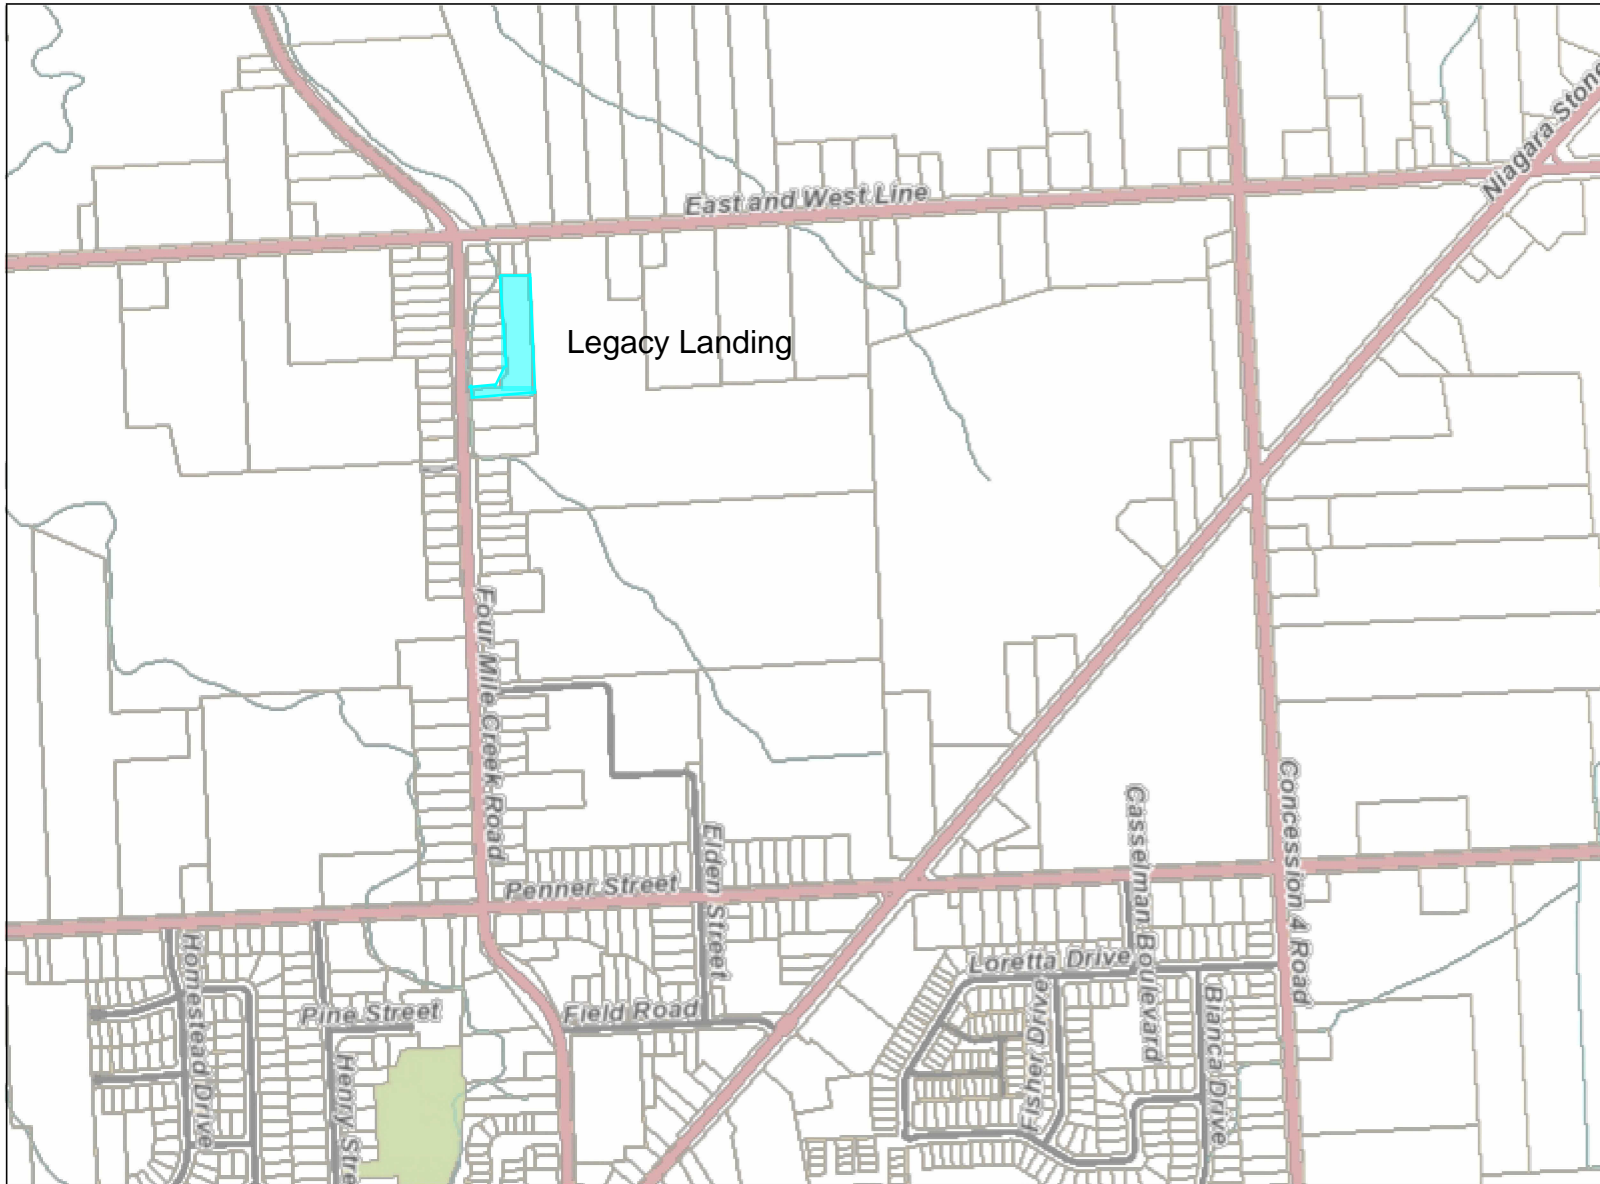 Niagara Stone
East and West Line
Legacy Landing
Four Mile Creek Road
Concession 4 Road
Casselman Boulevard
Elden Street
Penner Street
Loretta Drive
Homestead Drive
Pine Street
Field Road
Fisher Drive
Bianca Drive
Henry Stre